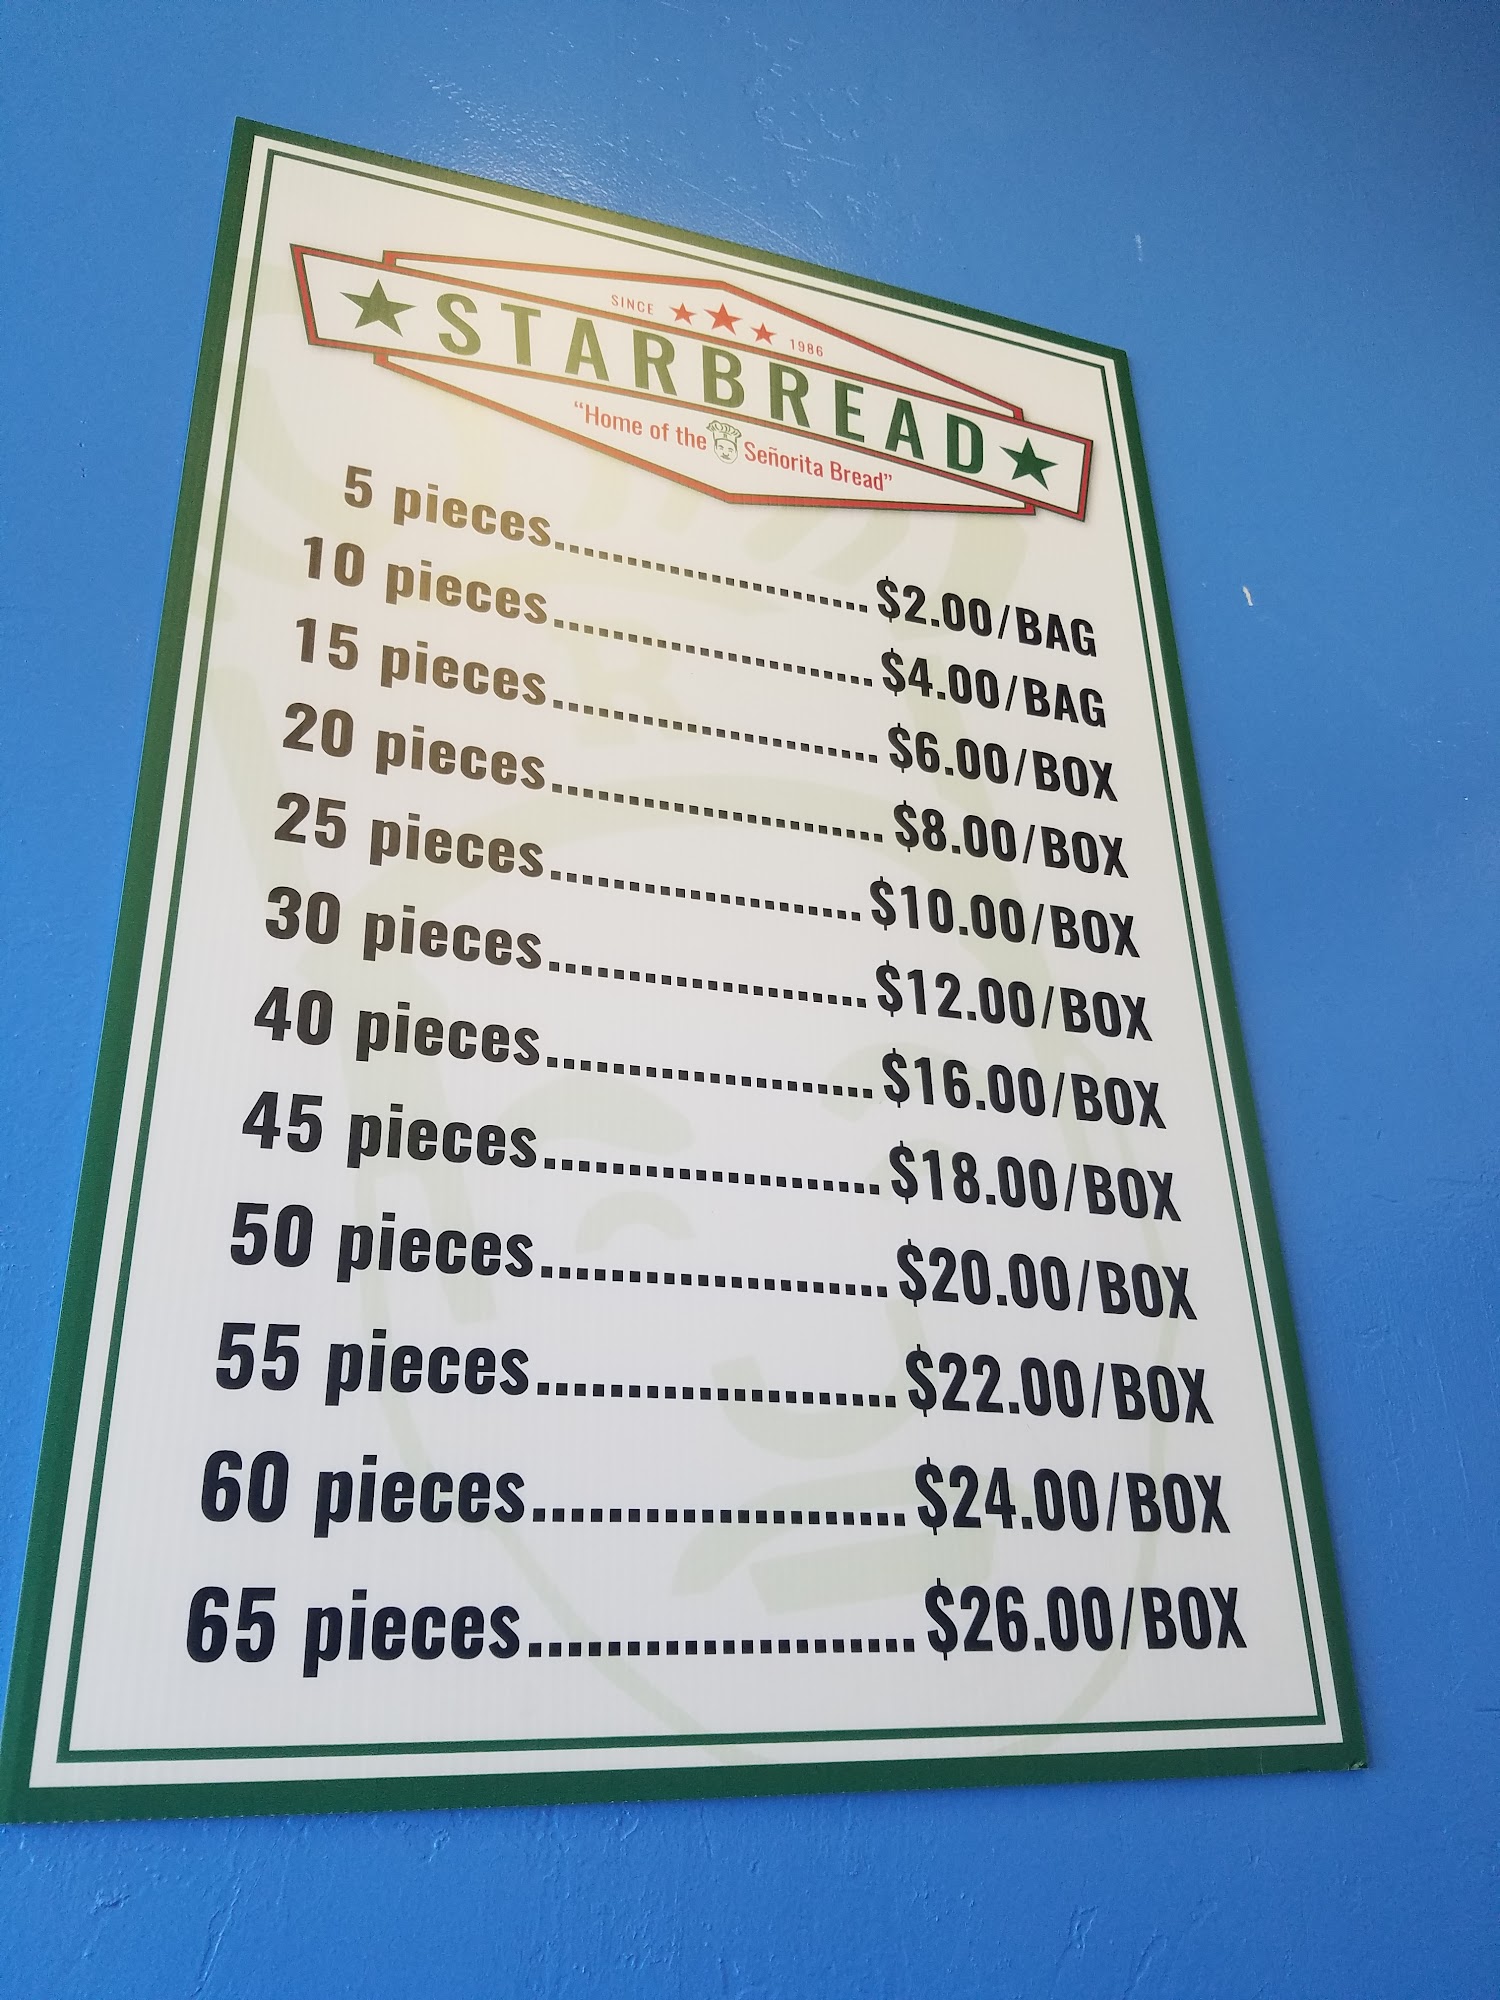 SINCE 1986
STARBREAD
"Home of the Señorita Bread"
5 pieces......................$2.00/BAG
10 pieces......................$4.00/BAG
15 pieces......................$6.00/BOX
20 pieces......................$8.00/BOX
25 pieces....................$10.00/BOX
30 pieces....................$12.00/BOX
40 pieces....................$16.00/BOX
45 pieces....................$18.00/BOX
50 pieces....................$20.00/BOX
55 pieces....................$22.00/BOX
60 pieces....................$24.00/BOX
65 pieces....................$26.00/BOX